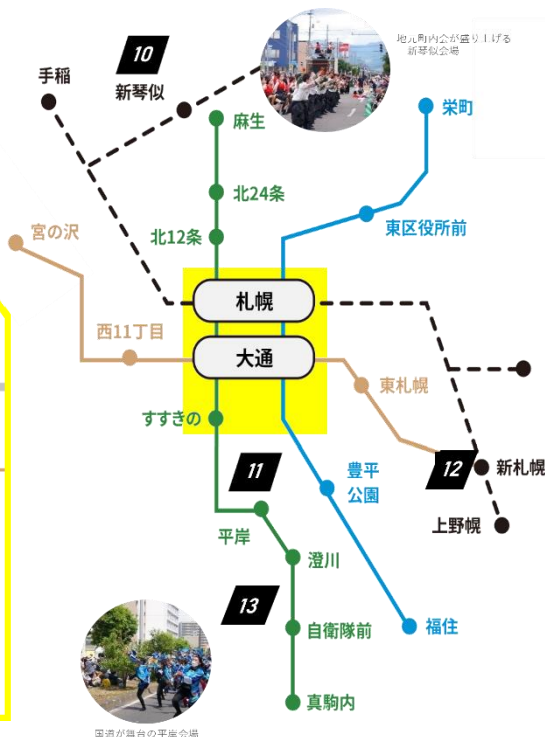 10
地元町内会が盛り上げる
新琴似会場
手稲
新琴似
麻生
栄町
北24条
東区役所前
宮の沢
北12条
札幌
西11丁目
大通
東札幌
すすきの
11
豊平
公園
12
新札幌
平岸
上野幌
澄川
13
自衛隊前
福住
真駒内
国道が舞台の平岸会場